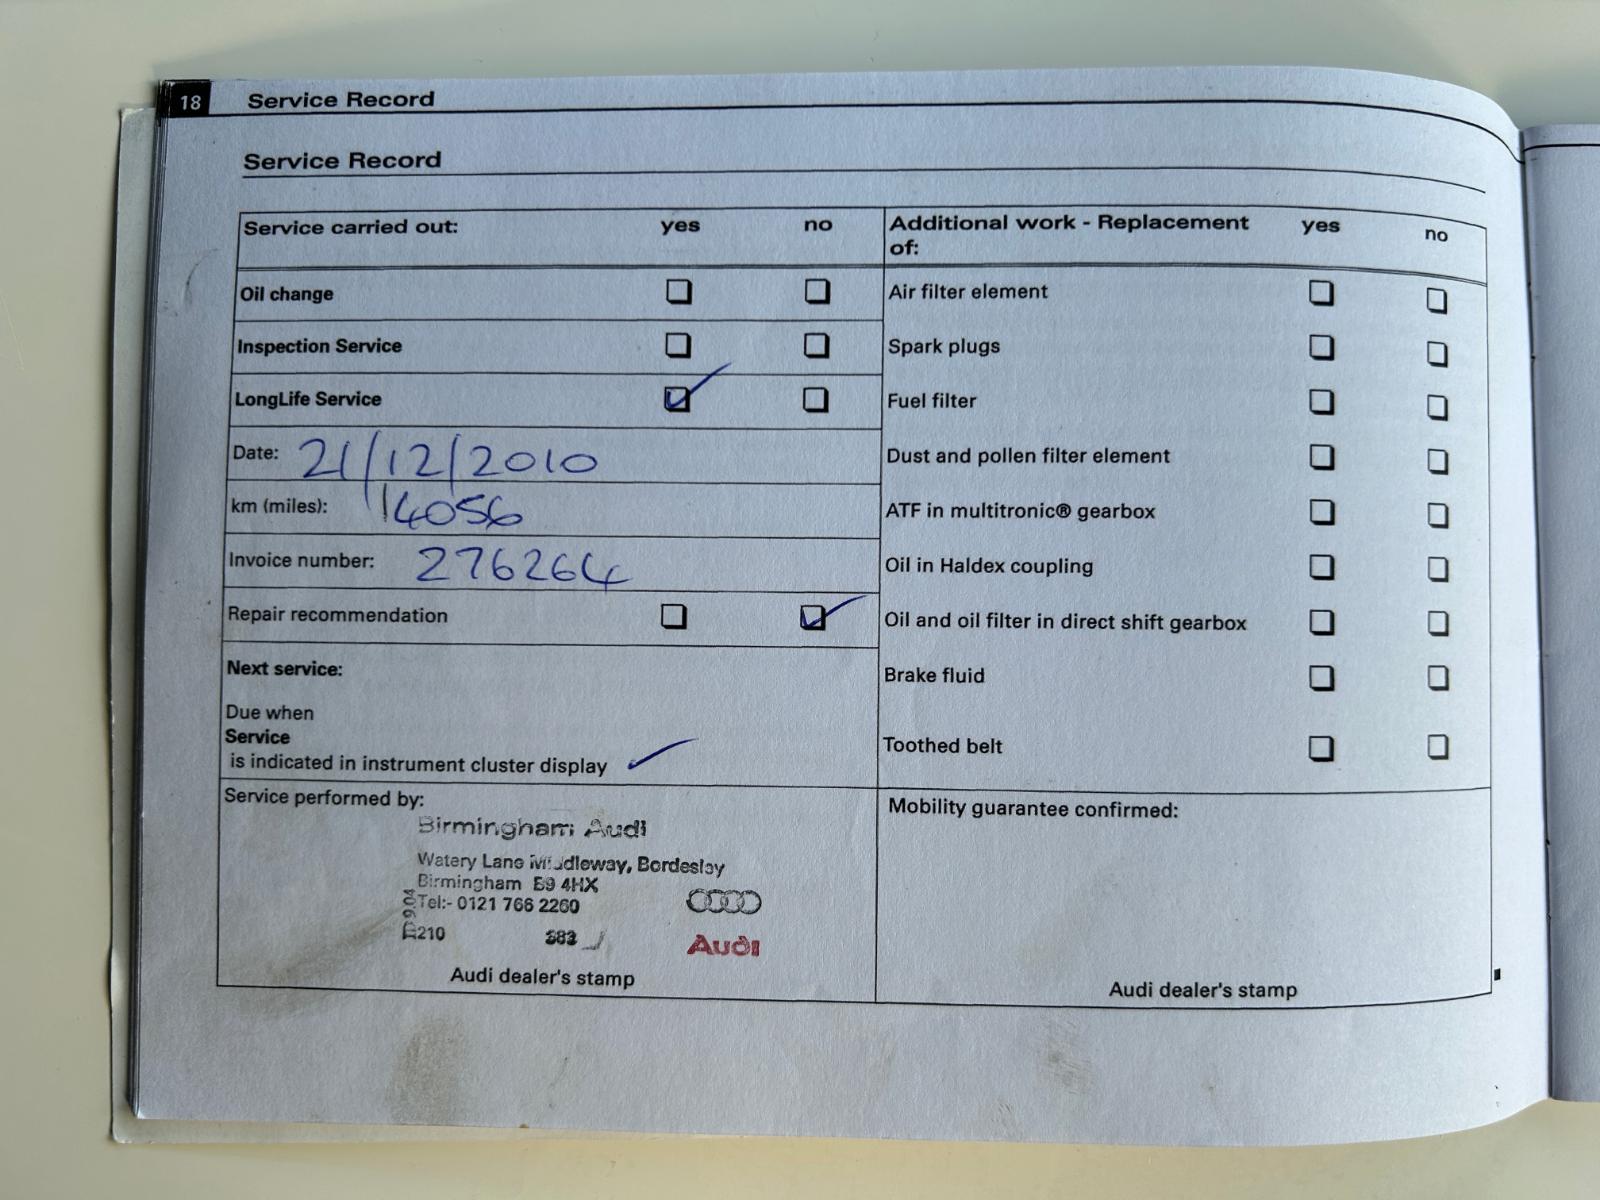 18 Service Record
Service Record
Service carried out: yes no
Oil change
Inspection Service
LongLife Service
Date: 21/12/2010
km (miles): 14056
Invoice number: 276264
Repair recommendation
Next service:
Due when
Service
is indicated in instrument cluster display
Service performed by:
Birmingham Audi
Watery Lane Middleway, Bordesley
Birmingham B9 4HX
Tel:- 0121 766 2260
210
Audi
Audi dealer's stamp
Additional work - Replacement yes no
of:
Air filter element
Spark plugs
Fuel filter
Dust and pollen filter element
ATF in multitronic® gearbox
Oil in Haldex coupling
Oil and oil filter in direct shift gearbox
Brake fluid
Toothed belt
Mobility guarantee confirmed:
Audi dealer's stamp